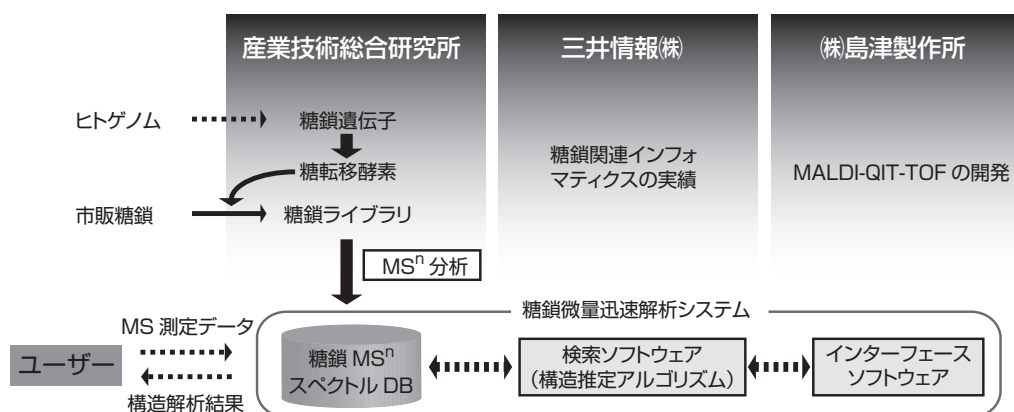 産業技術総合研究所
三井情報㈱
㈱島津製作所
ヒトゲノム
糖鎖遺伝子
糖転移酵素
市販糖鎖
糖鎖ライブラリ
糖鎖関連インフォ
マティクスの実績
MALDI-QIT-TOF の開発
MSⁿ 分析
糖鎖微量迅速解析システム
MS 測定データ
ユーザー
構造解析結果
糖鎖 MSⁿ
スペクトル DB
検索ソフトウェア
（構造推定アルゴリズム）
インターフェース
ソフトウェア